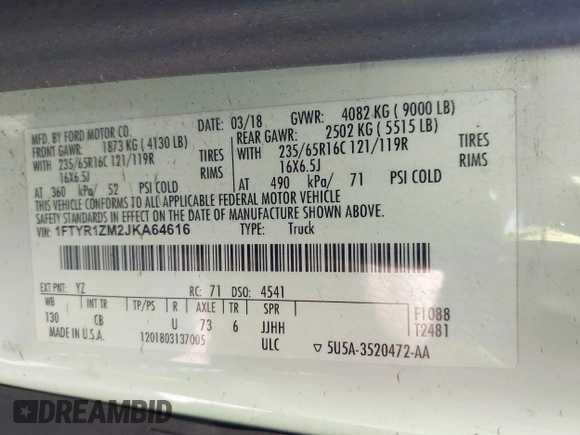 MFD. BY FORD MOTOR CO.
DATE: 03/18 GVWR: 4082 KG ( 9000 LB)
FRONT GAWR: 1873 KG ( 4130 LB) REAR GAWR: 2502 KG ( 5515 LB)
WITH 235/65R16C 121/119R TIRES WITH 235/65R16C 121/119R TIRES
16X6.5J RIMS 16X6.5J RIMS
AT 360 kPa/ 52 PSI COLD AT 490 kPa/ 71 PSI COLD
THIS VEHICLE CONFORMS TO ALL APPLICABLE FEDERAL MOTOR VEHICLE
SAFETY STANDARDS IN EFFECT ON THE DATE OF MANUFACTURE SHOWN ABOVE.
VIN: 1FTYR1ZM2JKA64616 TYPE: Truck
EXT PNT: YZ RC: 71 DSO: 4541
WB INT TR TP/PS R AXLE TR SPR
130 CB U 73 6 JJHH
F1088
T2481
MADE IN U.S.A. 1201803137005 ULC ▽ 5U5A-3520472-AA
DREAMBID